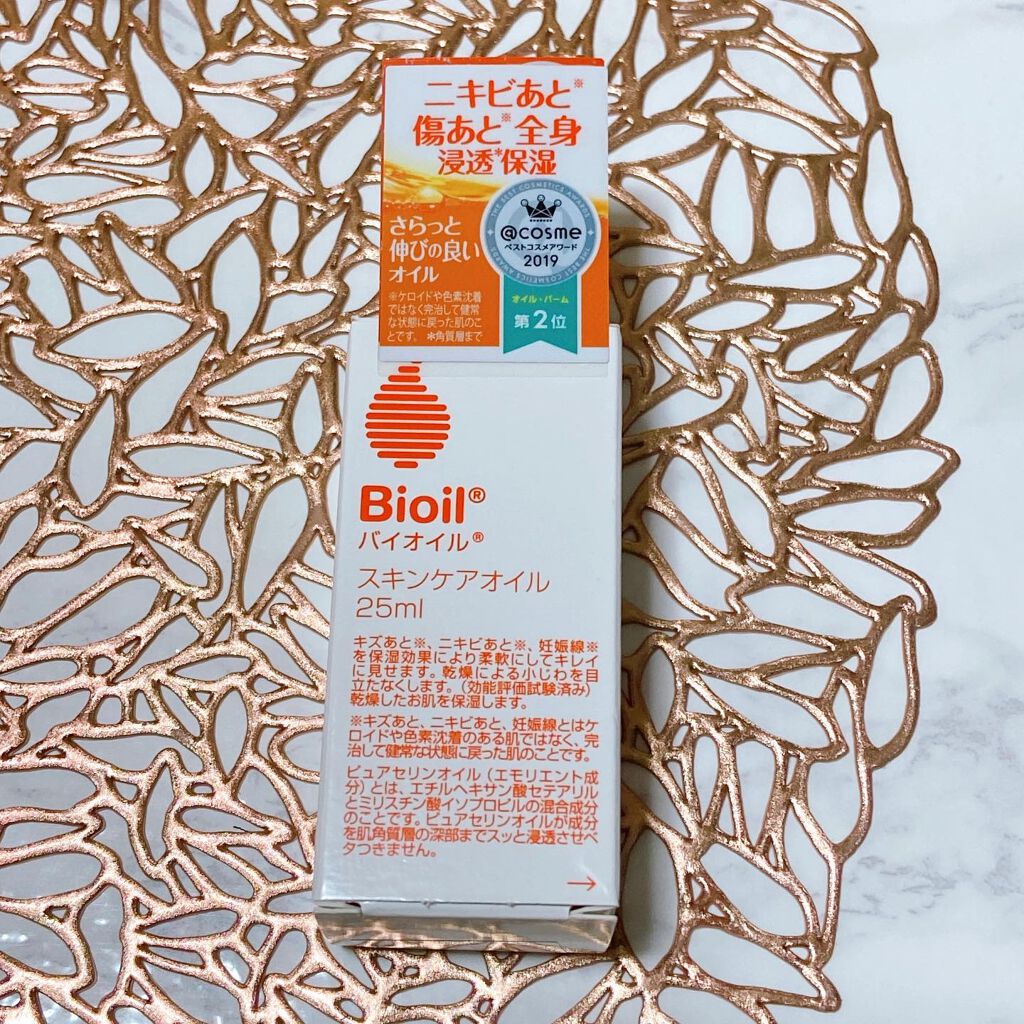 ニキビあと※
傷あと※全身
浸透*保湿
さらっと
伸びの良い
オイル
※ケロイドや色素沈着
ではなく完治して健常
な状態に戻った肌のこ
とです。 *角質層まで
THE BEST COSMETICS AWARDS
@cosme
ベストコスメアワード
2019
THE BEST COSMETICS AWARDS
オイル・バーム
第2位
Bioil®
バイオイル®
スキンケアオイル
25ml
キズあと※、ニキビあと※、妊娠線※
を保湿効果により柔軟にしてキレイ
に見せます。乾燥による小じわを目
立たなくします。(効能評価試験済み)
乾燥したお肌を保湿します。
※キズあと、ニキビあと、妊娠線とはケ
ロイドや色素沈着のある肌ではなく、完
治して健常な状態に戻った肌のことです。
ピュアセリンオイル(エモリエント成
分)とは、エチルヘキサン酸セテアリル
とミリスチン酸イソプロピルの混合成分
のことです。ピュアセリンオイルが成分
を肌角質層の深部までスッと浸透させベ
タつきません。
→